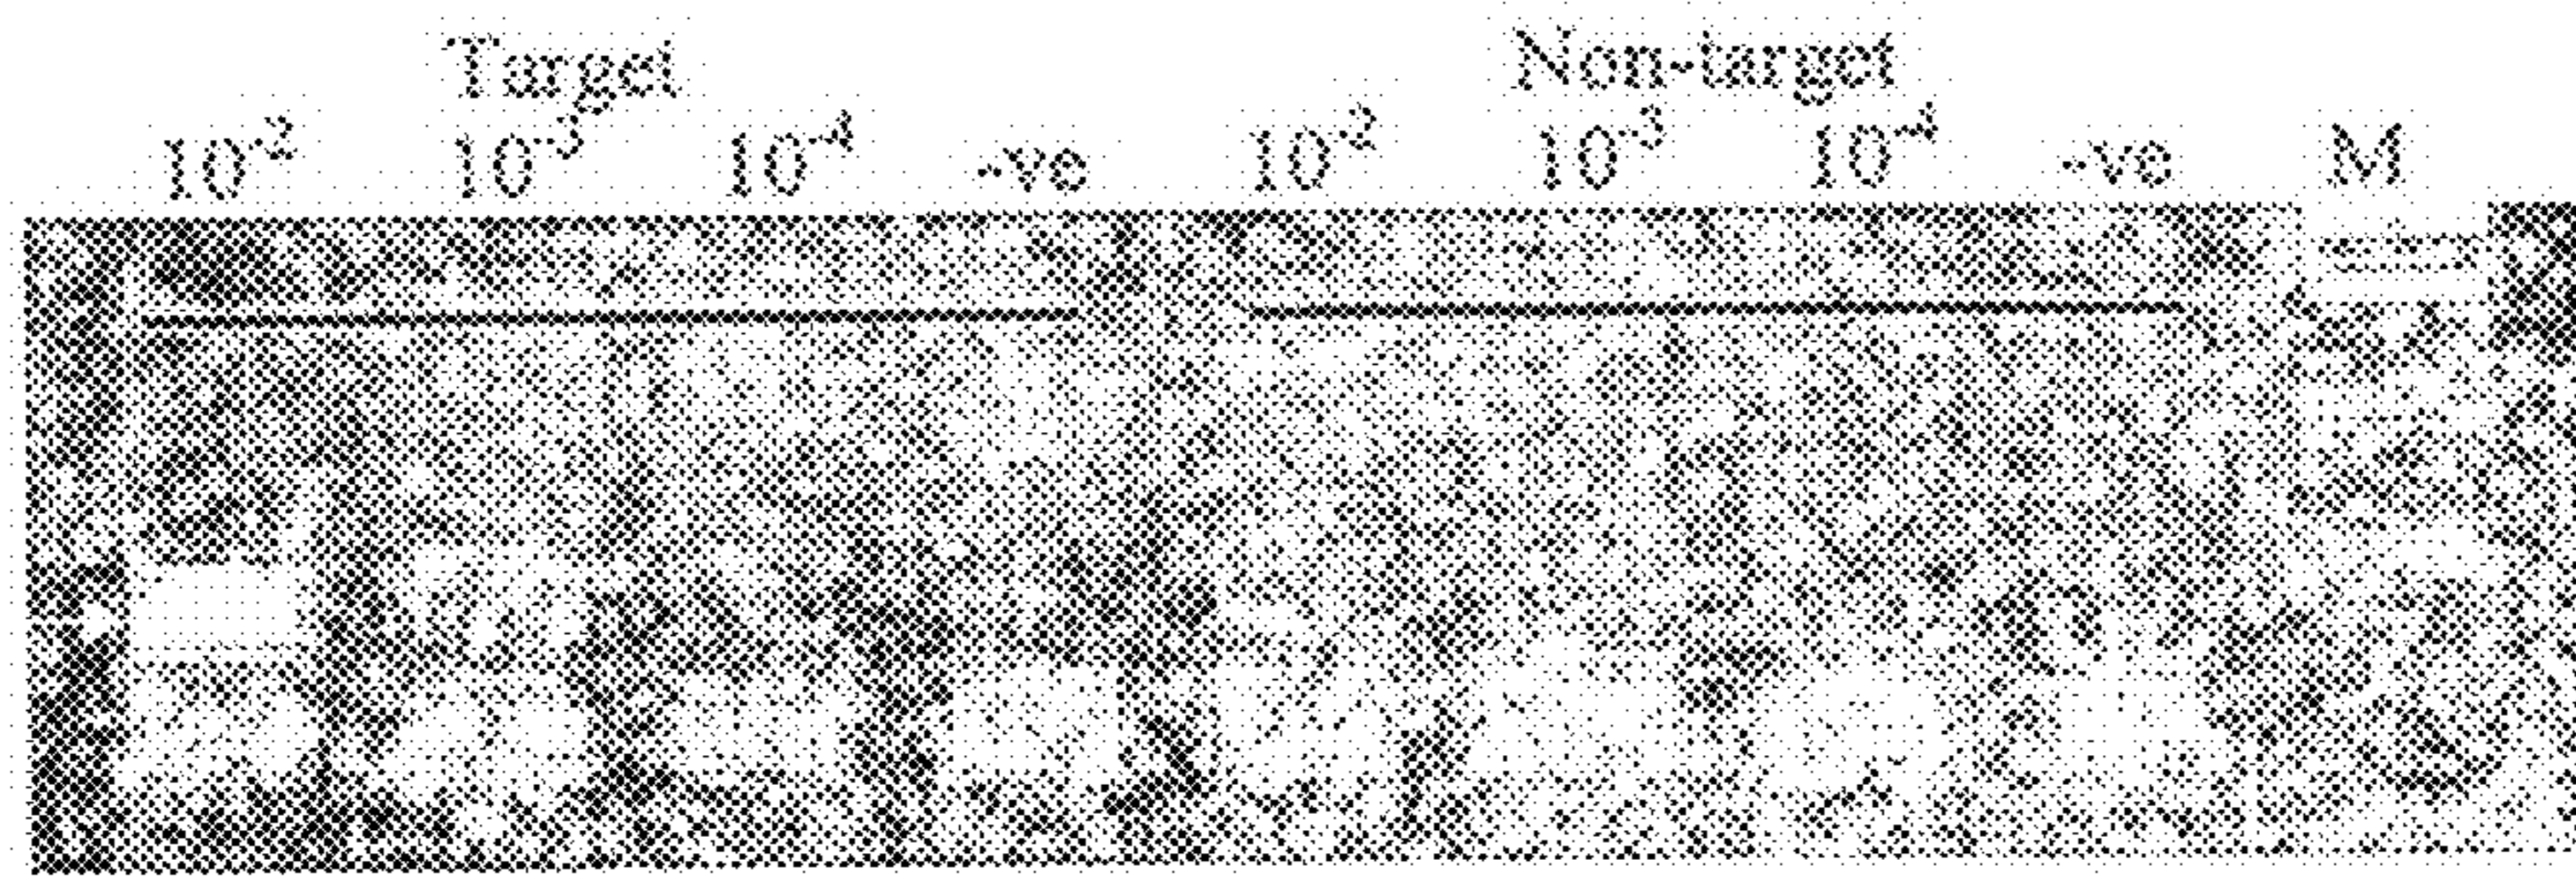 Target Non-target
10⁻² 10⁻³ 10⁻⁴ -ve 10⁻² 10⁻³ 10⁻⁴ -ve M